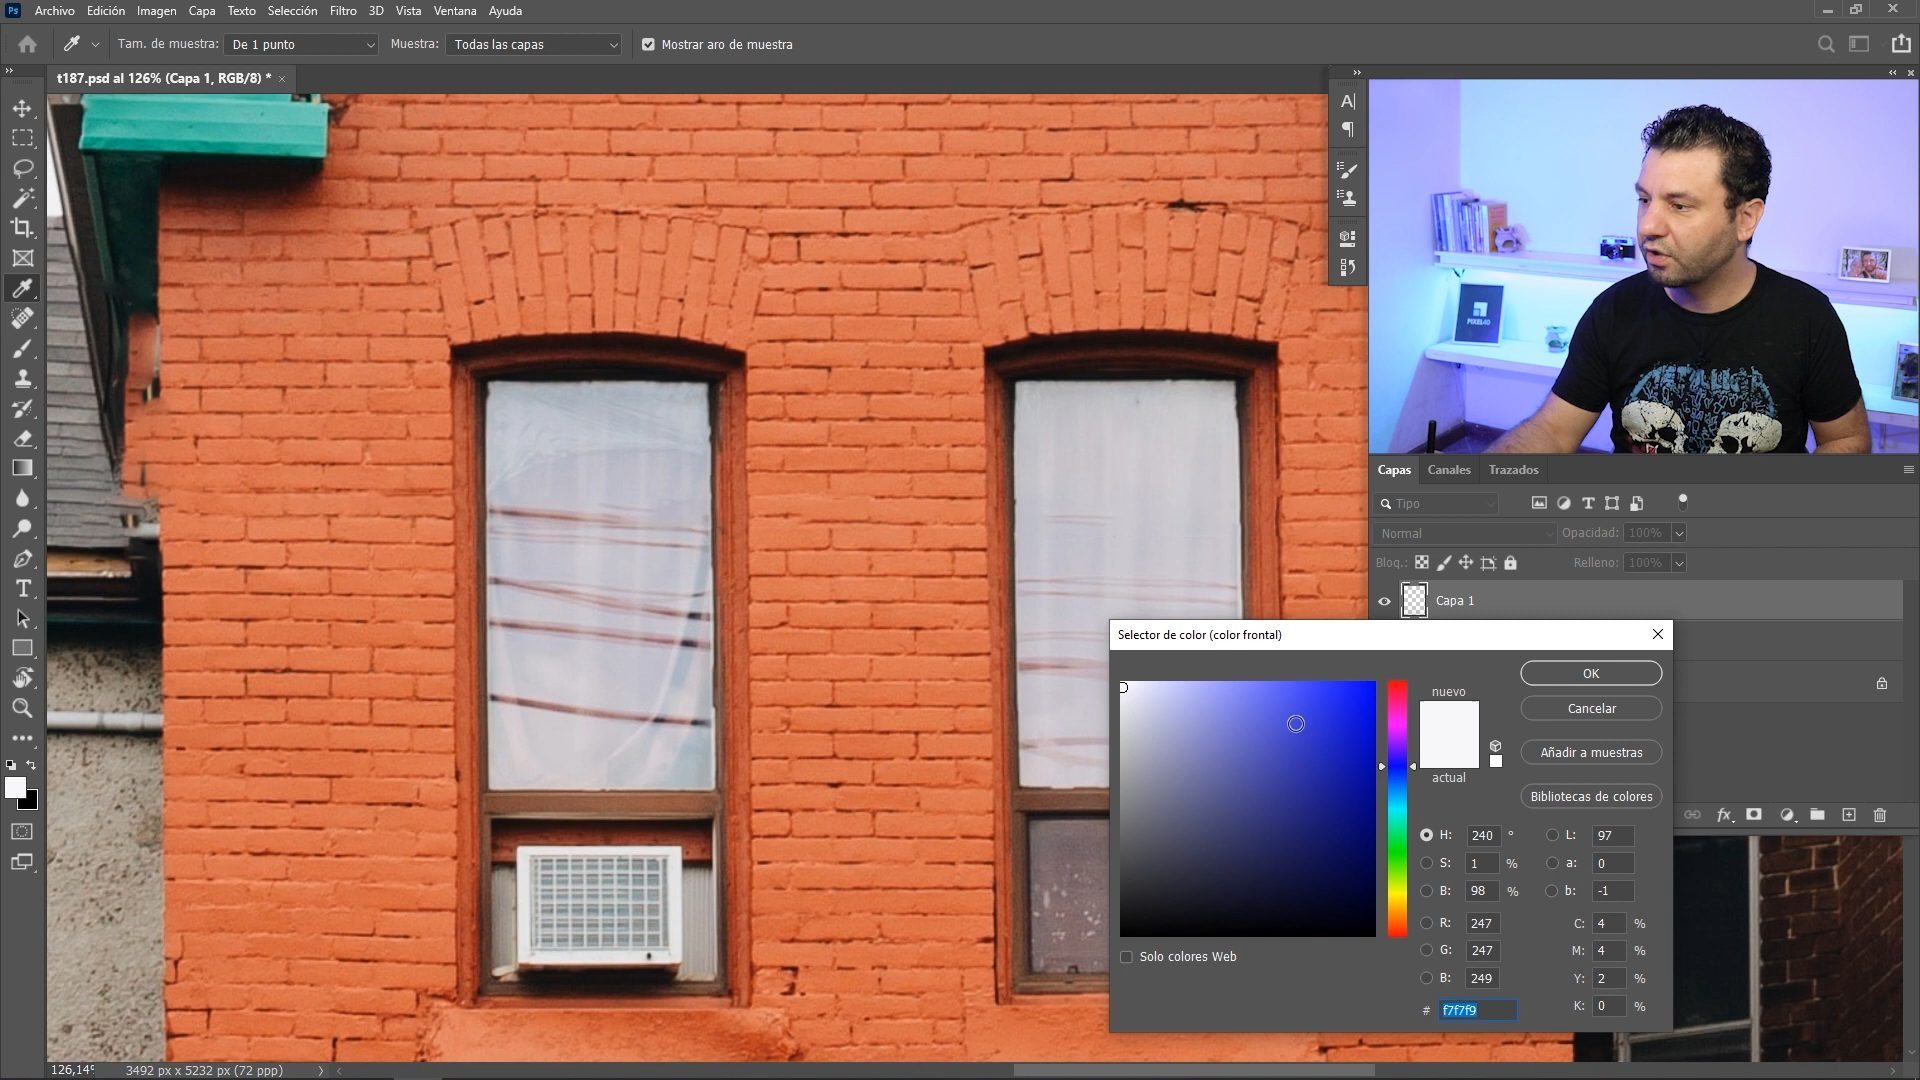 Ps Archivo Edición Imagen Capa Texto Selección Filtro 3D Vista Ventana Ayuda
Tam. de muestra: De 1 punto Muestra: Todas las capas Mostrar aro de muestra
t187.psd al 126% (Capa 1, RGB/8) *
PIXEL40
Capas Canales Trazados
Tipo
Normal Opacidad: 100%
Bloq.: Relleno: 100%
Capa 1
Selector de color (color frontal)
nuevo
actual
OK
Cancelar
Añadir a muestras
Bibliotecas de colores
H: 240 ° L: 97
S: 1 % a: 0
B: 98 % b: -1
R: 247 C: 4 %
G: 247 M: 4 %
B: 249 Y: 2 %
# f7f7f9 K: 0 %
Solo colores Web
126,14% 3492 px x 5232 px (72 ppp)